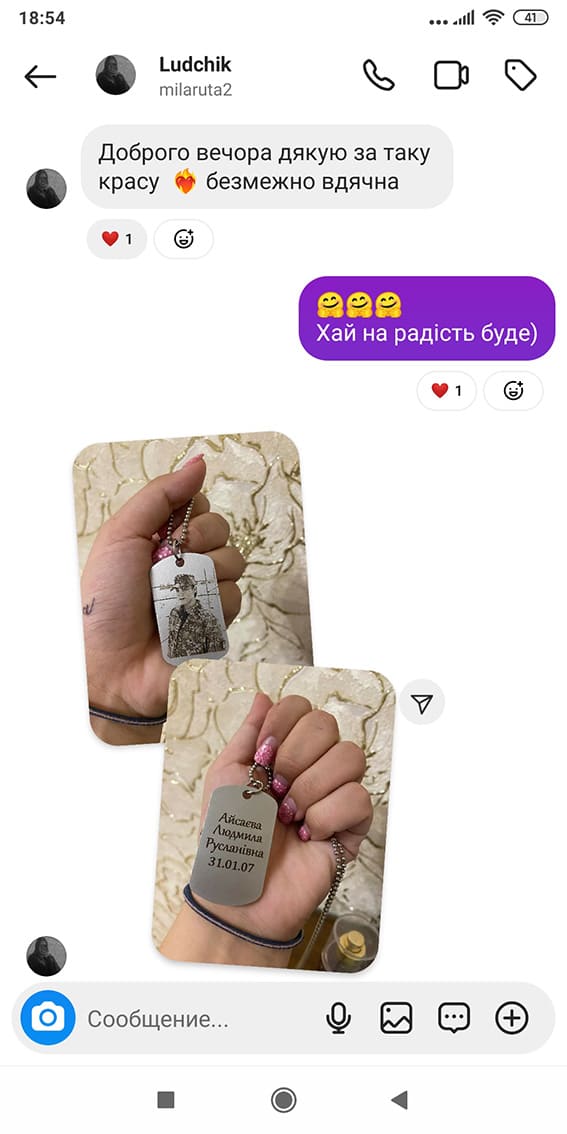 18:54
41
Ludchik
milaruta2
Доброго вечора дякую за таку
красу ❤️‍🔥 безмежно вдячна
❤️ 1
🤗🤗🤗
Хай на радість буде)
❤️ 1
Айсаєва
Людмила
Русланівна
31.01.07
Сообщение...